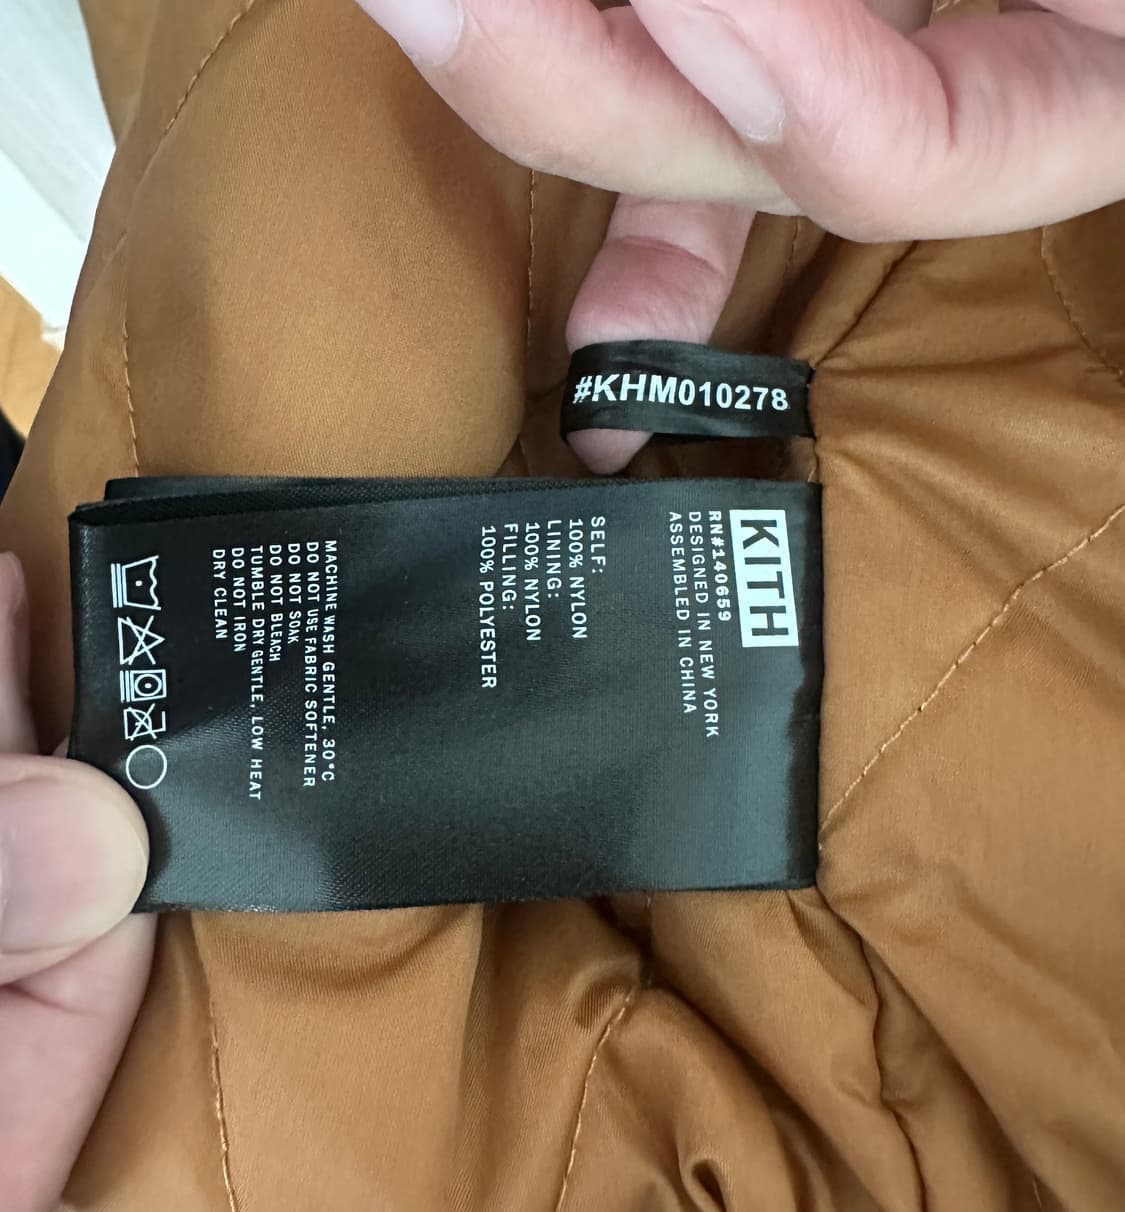 #KHM010278
KITH
RN#140659
DESIGNED IN NEW YORK
ASSEMBLED IN CHINA
SELF:
100% NYLON
LINING:
100% NYLON
FILLING:
100% POLYESTER
MACHINE WASH GENTLE, 30°C
DO NOT USE FABRIC SOFTENER
DO NOT SOAK
DO NOT BLEACH
TUMBLE DRY GENTLE, LOW HEAT
DO NOT IRON
DRY CLEAN